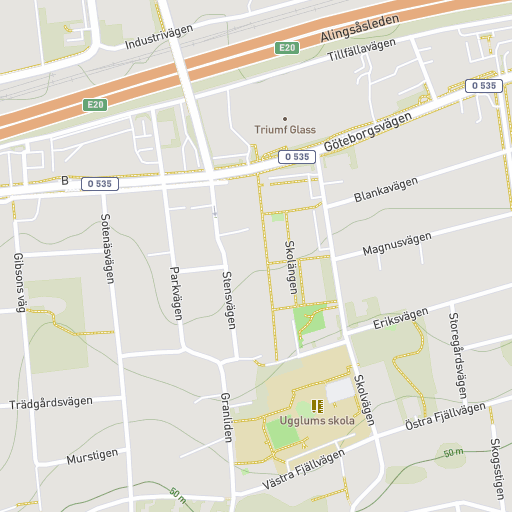 Industrivägen
Alingsåsleden
E20
Tillfällavägen
E20
O 535
Triumf Glass
Göteborgsvägen
O 535
B
O 535
Blankavägen
Sotenäsvägen
Magnusvägen
Glisons väg
Parkvägen
Stensvägen
Skolängen
Eriksvägen
Storegårdsvägen
Skolvägen
Trädgårdsvägen
Granliden
Ugglums skola
Östra Fjällvägen
Murstigen
50 m
Skogsstigen
Västra Fjällvägen
50 m